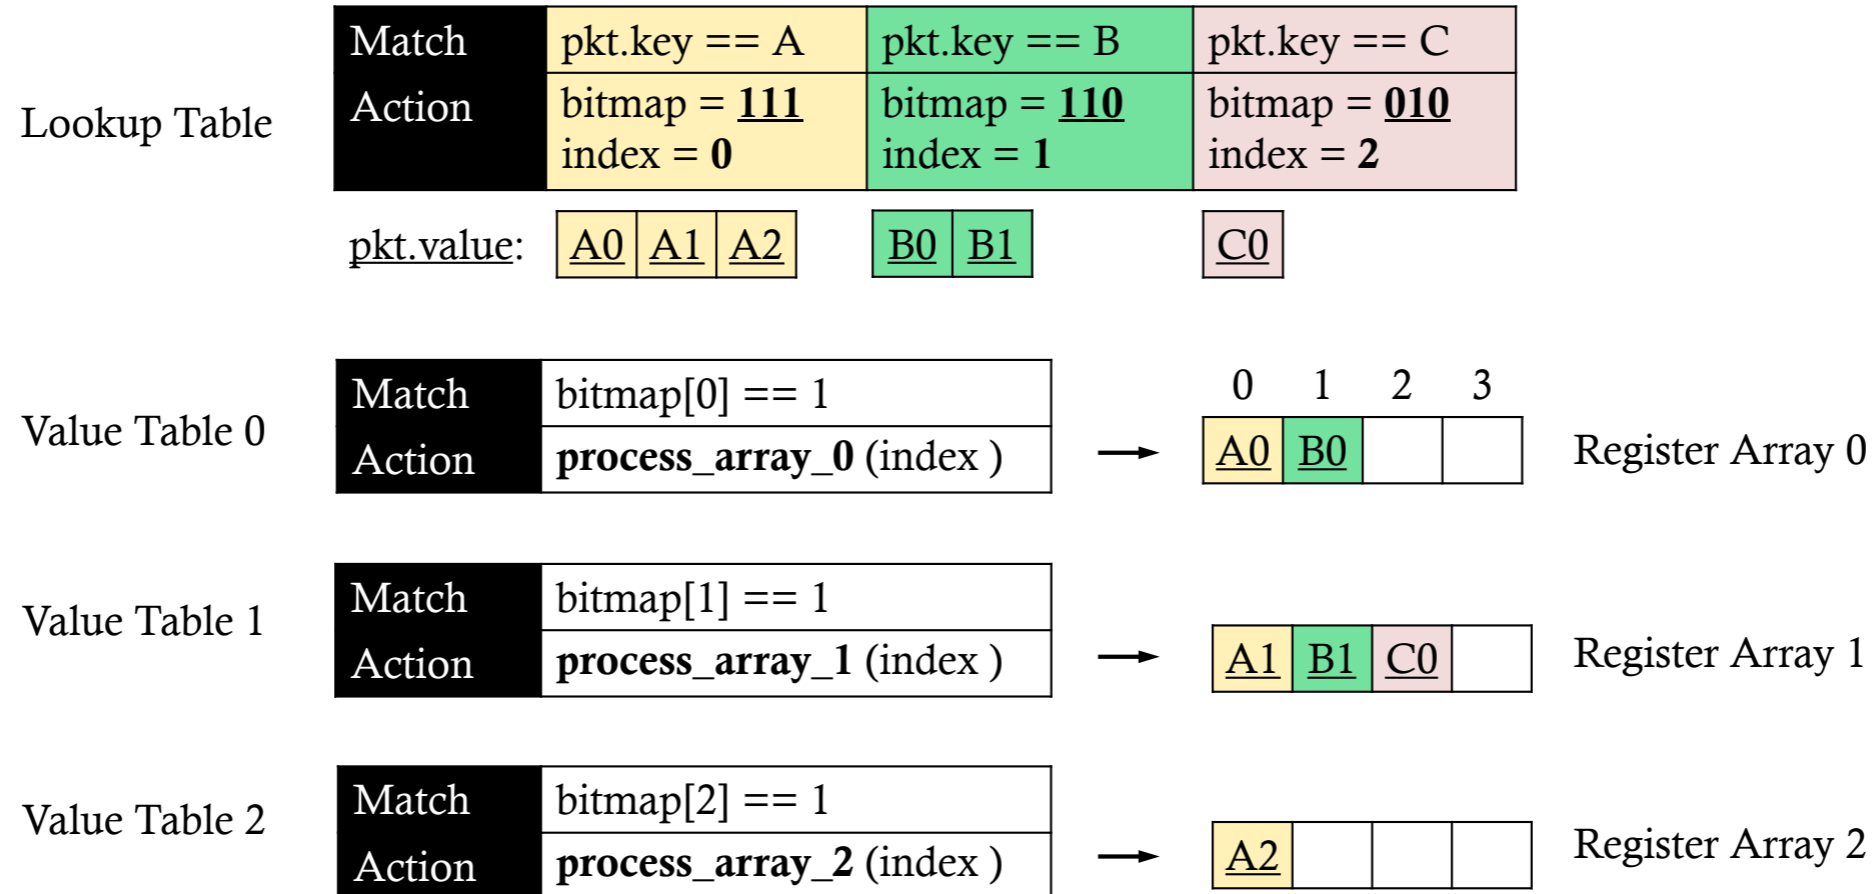 Lookup Table
Match pkt.key == A pkt.key == B pkt.key == C
Action bitmap = 111 bitmap = 110 bitmap = 010
index = 0 index = 1 index = 2
pkt.value: A0 A1 A2 B0 B1 C0
Value Table 0
Match bitmap[0] == 1
Action process_array_0 (index )
0 1 2 3
A0 B0
Register Array 0
Value Table 1
Match bitmap[1] == 1
Action process_array_1 (index )
A1 B1 C0
Register Array 1
Value Table 2
Match bitmap[2] == 1
Action process_array_2 (index )
A2
Register Array 2